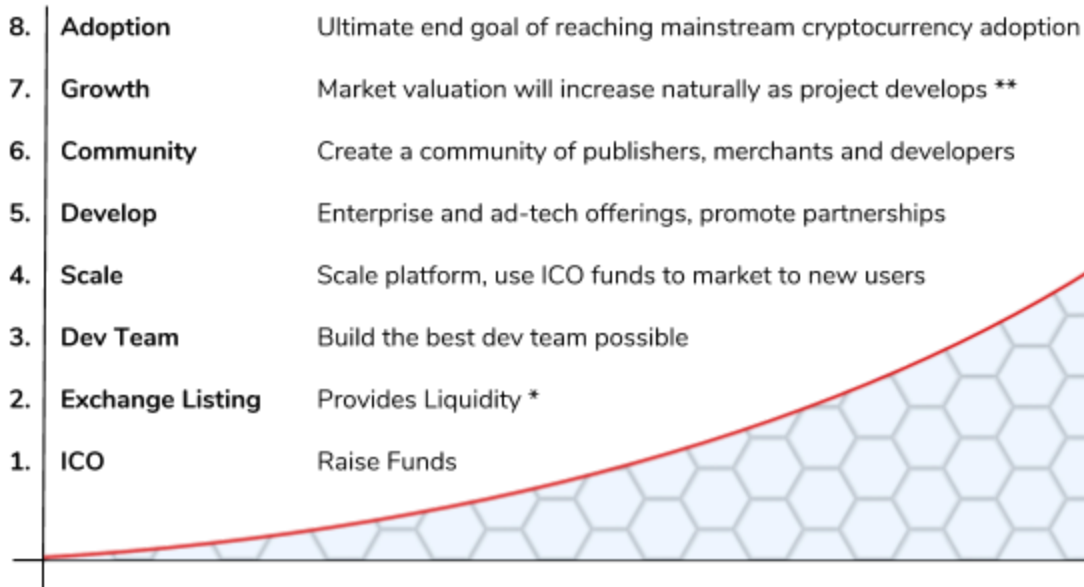 8. Adoption Ultimate end goal of reaching mainstream cryptocurrency adoption
7. Growth Market valuation will increase naturally as project develops **
6. Community Create a community of publishers, merchants and developers
5. Develop Enterprise and ad-tech offerings, promote partnerships
4. Scale Scale platform, use ICO funds to market to new users
3. Dev Team Build the best dev team possible
2. Exchange Listing Provides Liquidity *
1. ICO Raise Funds